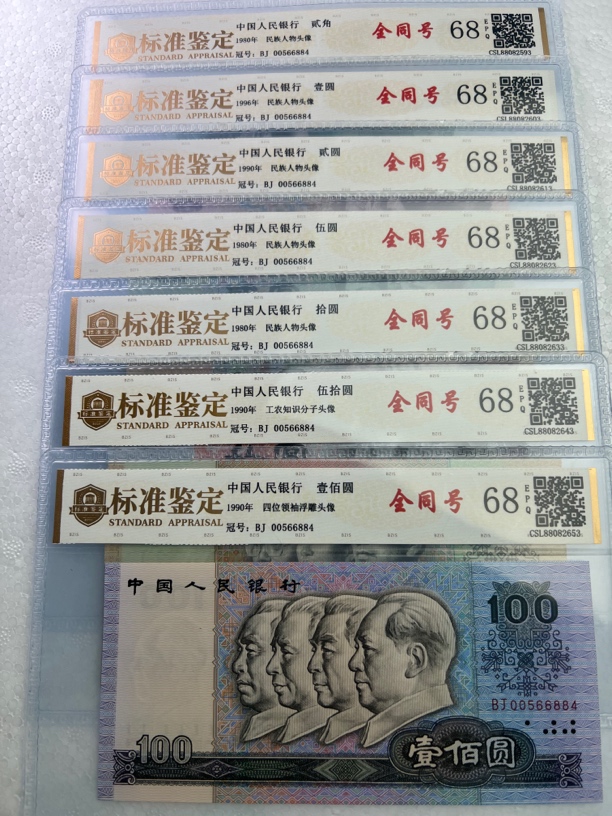 标准鉴定
STANDARD APPRAISAL
中国人民银行 贰角
1980年 民族人物头像
冠号：BJ 00566884
全同号
68
EPQ
CSL88082593
标准鉴定
STANDARD APPRAISAL
中国人民银行 壹圆
1996年 民族人物头像
冠号：BJ 00566884
全同号
68
EPQ
CSL88082603
标准鉴定
STANDARD APPRAISAL
中国人民银行 贰圆
1990年 民族人物头像
冠号：BJ 00566884
全同号
68
EPQ
CSL88082613
标准鉴定
STANDARD APPRAISAL
中国人民银行 伍圆
1980年 民族人物头像
冠号：BJ 00566884
全同号
68
EPQ
CSL88082623
标准鉴定
STANDARD APPRAISAL
中国人民银行 拾圆
1980年 民族人物头像
冠号：BJ 00566884
全同号
68
EPQ
CSL88082633
标准鉴定
STANDARD APPRAISAL
中国人民银行 伍拾圆
1990年 工农知识分子头像
冠号：BJ 00566884
全同号
68
EPQ
CSL88082643
标准鉴定
STANDARD APPRAISAL
中国人民银行 壹佰圆
1990年 四位领袖浮雕头像
冠号：BJ 00566884
全同号
68
EPQ
CSL88082653
中国人民银行
100
BJ00566884
100
壹佰圆